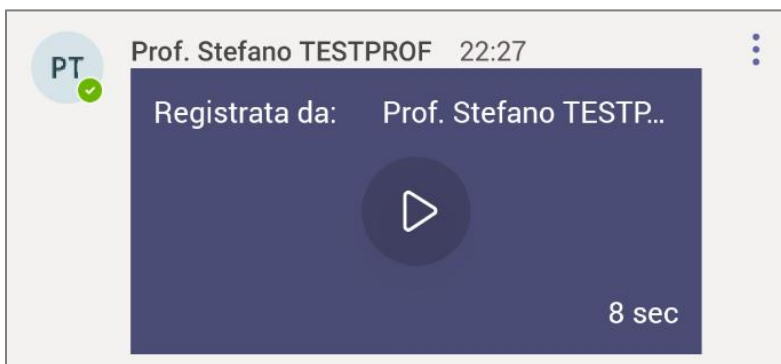 PT
Prof. Stefano TESTPROF 22:27
Registrata da: Prof. Stefano TESTP...
8 sec